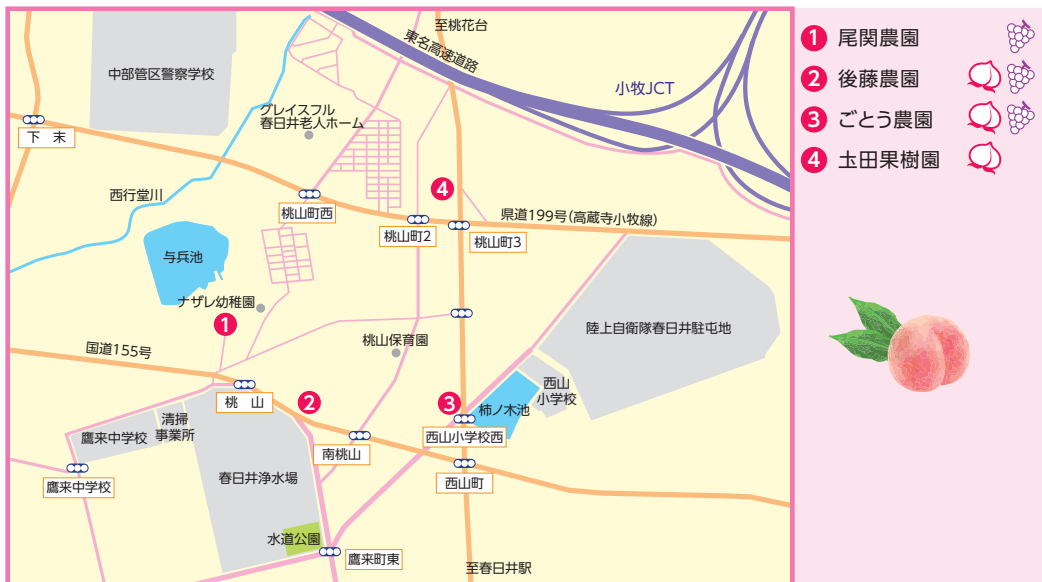 至桃花台
東名高速道路
小牧JCT
中部管区警察学校
グレイスフル
春日井老人ホーム
下 末
西行堂川
桃山町西
4
県道199号(高蔵寺小牧線)
桃山町2
桃山町3
与兵池
ナザレ幼稚園
1
陸上自衛隊春日井駐屯地
桃山保育園
国道155号
西山
小学校
桃 山
2
3
柿ノ木池
清掃
事業所
鷹来中学校
南桃山
西山小学校西
春日井浄水場
西山町
鷹来中学校
水道公園
鷹来町東
至春日井駅
1 尾関農園
2 後藤農園
3 ごとう農園
4 圡田果樹園